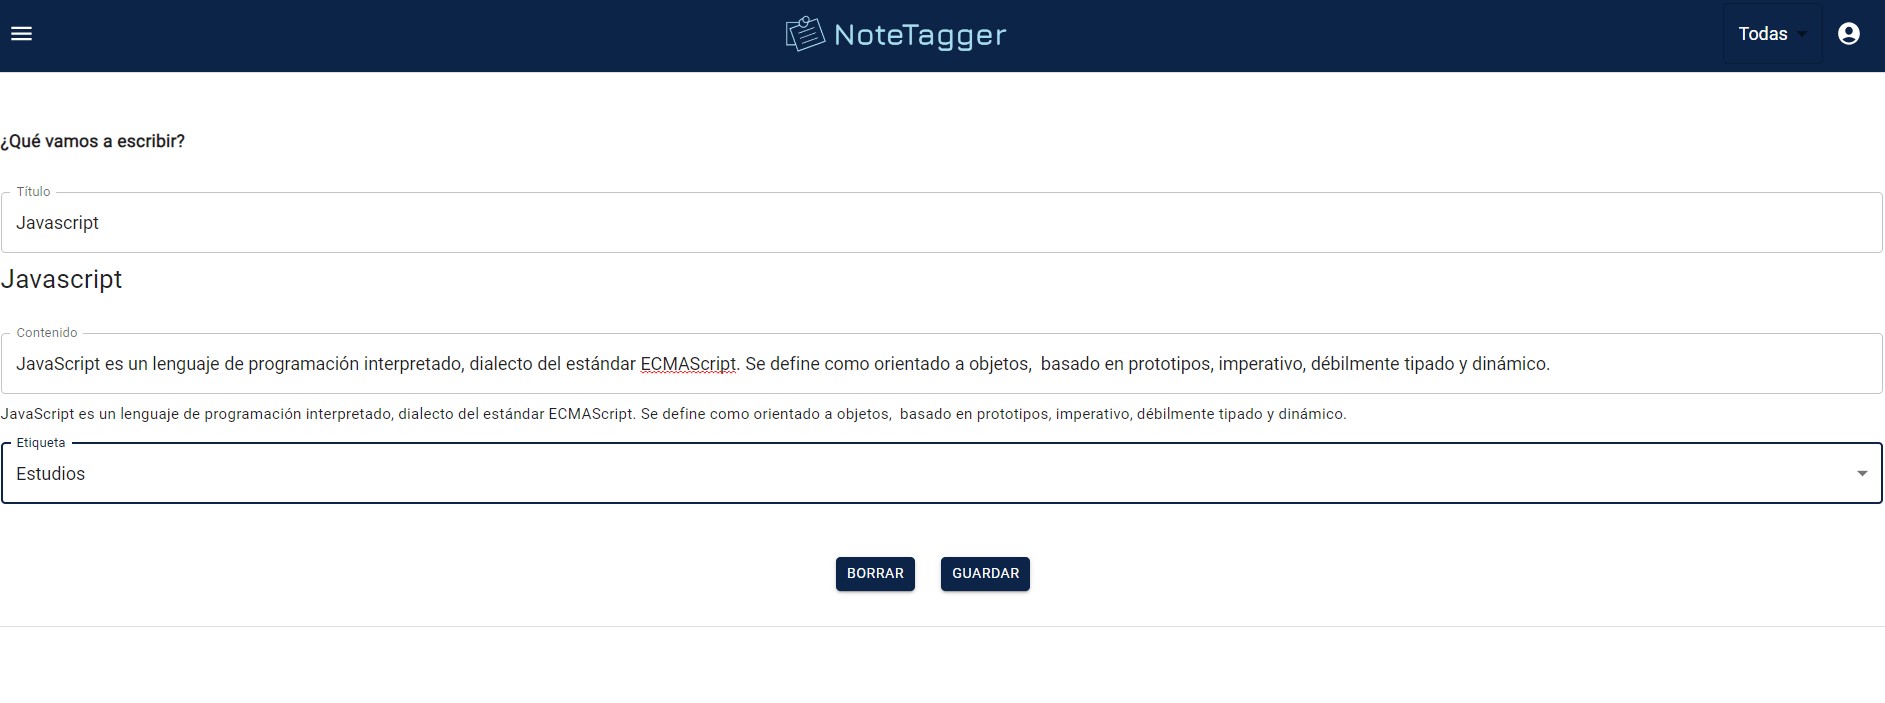 NoteTagger
Todas
¿Qué vamos a escribir?
Título
Javascript
Javascript
Contenido
JavaScript es un lenguaje de programación interpretado, dialecto del estándar ECMAScript. Se define como orientado a objetos,  basado en prototipos, imperativo, débilmente tipado y dinámico.
JavaScript es un lenguaje de programación interpretado, dialecto del estándar ECMAScript. Se define como orientado a objetos,  basado en prototipos, imperativo, débilmente tipado y dinámico.
Etiqueta
Estudios
BORRAR GUARDAR